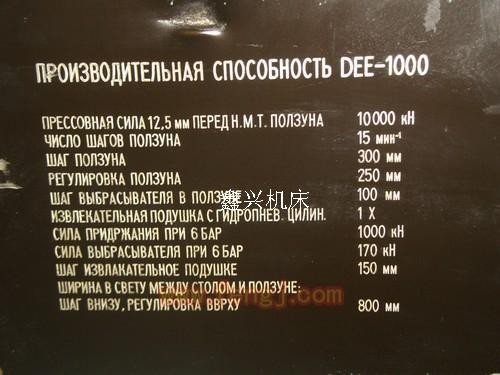 ПРОИЗВОДИТЕЛЬНАЯ СПОСОБНОСТЬ DEE-1000
ПРЕССОВНАЯ СИЛА 12,5 мм ПЕРЕД Н.М.Т. ПОЛЗУНА 10 000 кН
ЧИСЛО ШАГОВ ПОЛЗУНА 15 мин⁻¹
ШАГ ПОЛЗУНА 300 мм
РЕГУЛИРОВКА ПОЛЗУНА 250 мм
ШАГ ВЫБРАСЫВАТЕЛЯ В ПОЛЗУНЕ 100 мм
鑫兴机床
ИЗВЛЕКАТЕЛЬНАЯ ПОДУШКА С ГИДРОПНЕВ. ЦИЛИН. 1 X
СИЛА ПРИДРЖАНИЯ ПРИ 6 БАР 1000 кН
СИЛА ВЫБРАСЫВАТЕЛЯ ПРИ 6 БАР 170 кН
ШАГ ИЗВЛАКАТЕЛЬНОЕ ПОДУШКЕ 150 мм
ШИРИНА В СВЕТУ МЕЖДУ СТОЛОМ И ПОЛЗУНЕ:
ШАГ ВНИЗУ, РЕГУЛИРОВКА ВВРХУ 800 мм